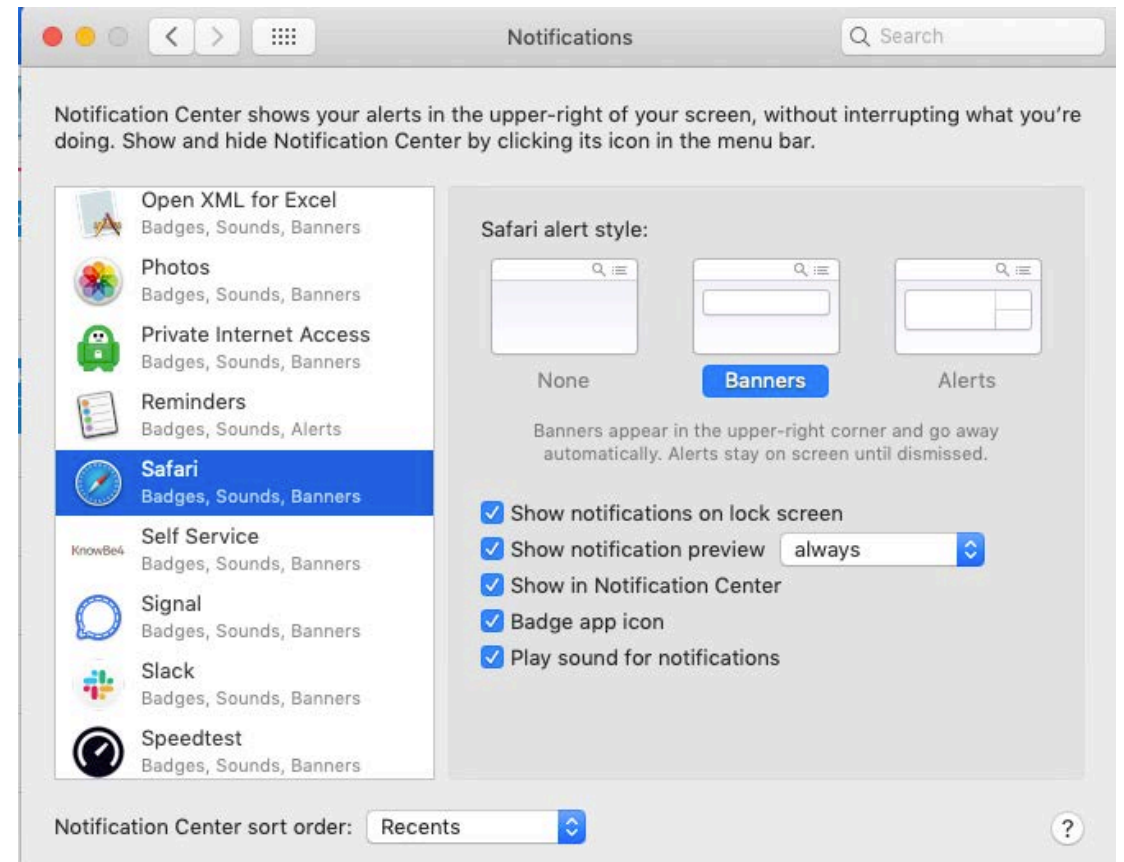 Notifications
Search
Notification Center shows your alerts in the upper-right of your screen, without interrupting what you're
doing. Show and hide Notification Center by clicking its icon in the menu bar.
Open XML for Excel
Badges, Sounds, Banners
Photos
Badges, Sounds, Banners
Private Internet Access
Badges, Sounds, Banners
Reminders
Badges, Sounds, Alerts
Safari
Badges, Sounds, Banners
KnowBe4
Self Service
Badges, Sounds, Banners
Signal
Badges, Sounds, Banners
Slack
Badges, Sounds, Banners
Speedtest
Badges, Sounds, Banners
Safari alert style:
None
Banners
Alerts
Banners appear in the upper-right corner and go away
automatically. Alerts stay on screen until dismissed.
Show notifications on lock screen
Show notification preview always
Show in Notification Center
Badge app icon
Play sound for notifications
Notification Center sort order: Recents
?